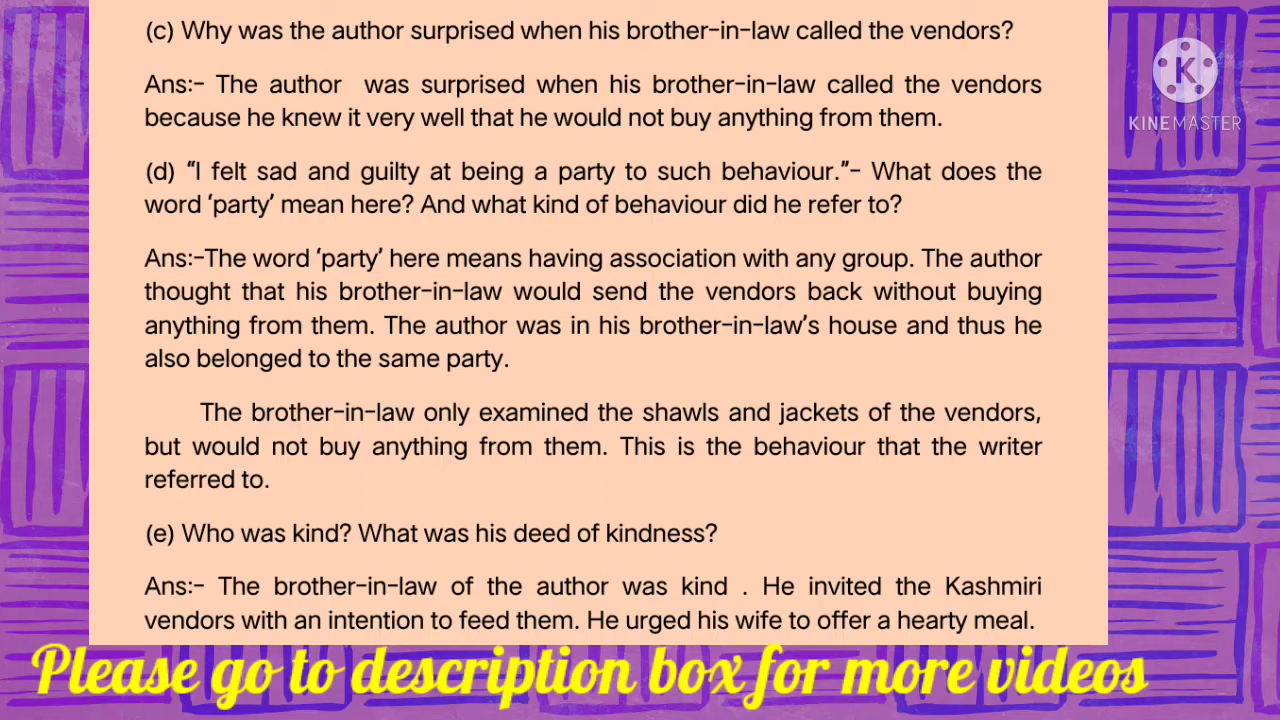 (c) Why was the author surprised when his brother-in-law called the vendors?
Ans:- The author was surprised when his brother-in-law called the vendors
because he knew it very well that he would not buy anything from them.
(d) “I felt sad and guilty at being a party to such behaviour.”- What does the
word ‘party’ mean here? And what kind of behaviour did he refer to?
Ans:-The word ‘party’ here means having association with any group. The author
thought that his brother-in-law would send the vendors back without buying
anything from them. The author was in his brother-in-law’s house and thus he
also belonged to the same party.
The brother-in-law only examined the shawls and jackets of the vendors,
but would not buy anything from them. This is the behaviour that the writer
referred to.
(e) Who was kind? What was his deed of kindness?
Ans:- The brother-in-law of the author was kind . He invited the Kashmiri
vendors with an intention to feed them. He urged his wife to offer a hearty meal.
Please go to description box for more videos
K
KINEMASTER